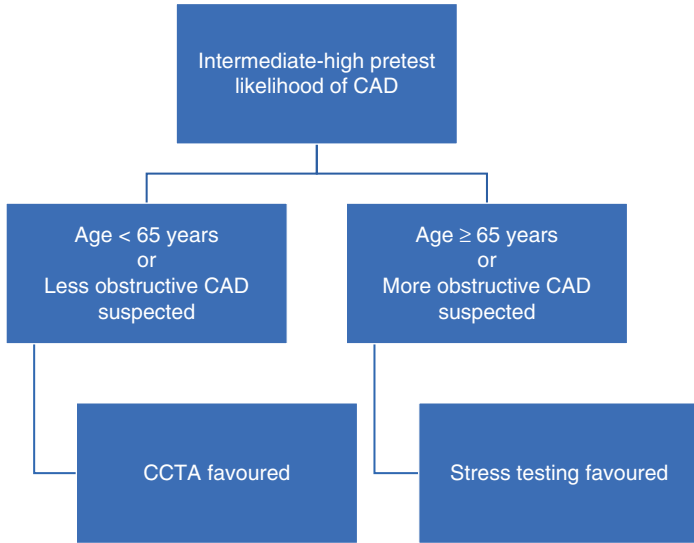 Intermediate-high pretest
likelihood of CAD
Age < 65 years
or
Less obstructive CAD
suspected
Age ≥ 65 years
or
More obstructive CAD
suspected
CCTA favoured
Stress testing favoured